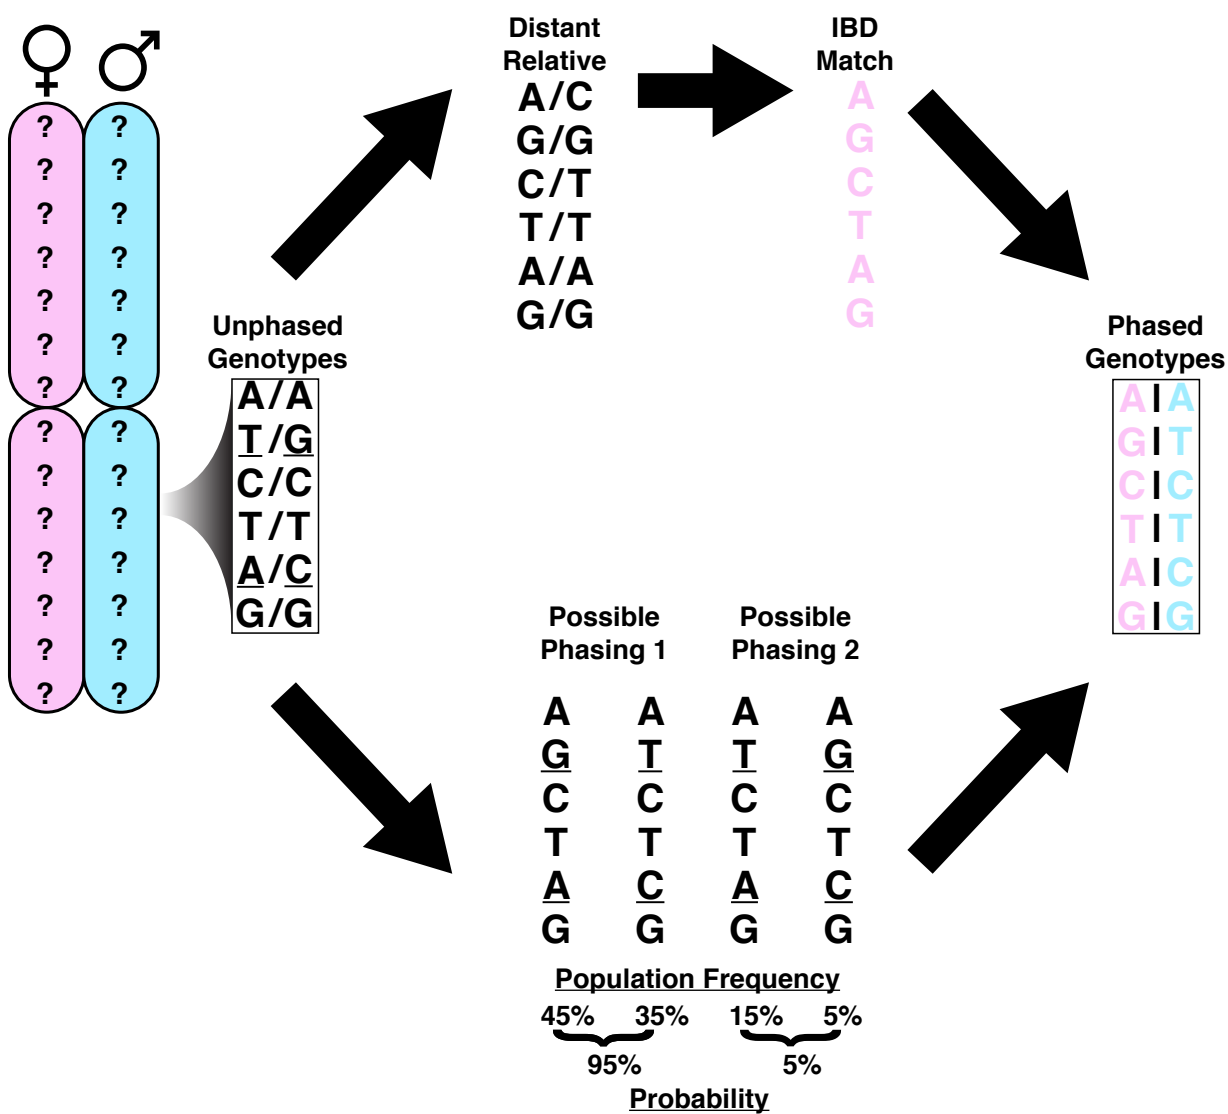 ? ?
? ?
? ?
? ?
? ?
? ?
? ?
? ?
? ?
? ?
? ?
? ?
? ?
? ?
Unphased
Genotypes
A/A
T/G
C/C
T/T
A/C
G/G
Distant
Relative
A/C
G/G
C/T
T/T
A/A
G/G
IBD
Match
A
G
C
T
A
G
Possible
Phasing 1
Possible
Phasing 2
A A A A
G T T G
C C C C
T T T T
A C A C
G G G G
Population Frequency
45% 35% 15% 5%
95% 5%
Probability
Phased
Genotypes
A|A
G|T
C|C
T|T
A|C
G|G